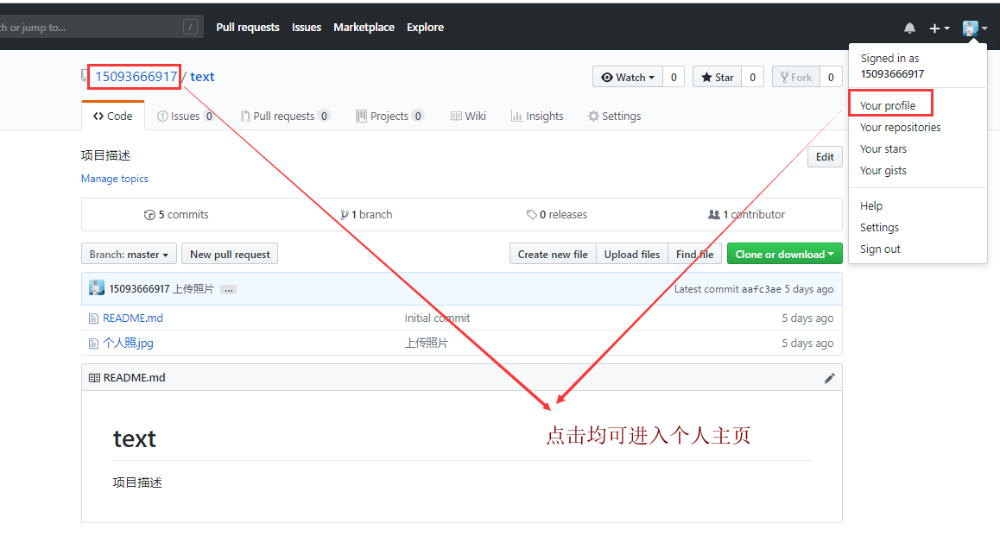 ch or jump to... / Pull requests Issues Marketplace Explore
Signed in as
15093666917
Your profile
Your repositories
Your stars
Your gists
Help
Settings
Sign out
15093666917 / text
Watch 0 Star 0 Fork 0
Code Issues 0 Pull requests 0 Projects 0 Wiki Insights Settings
项目描述 Edit
Manage topics
5 commits 1 branch 0 releases 1 contributor
Branch: master New pull request Create new file Upload files Find file Clone or download
15093666917 上传照片 ... Latest commit aafc3ae 5 days ago
README.md Initial commit 5 days ago
个人照.jpg 上传照片 5 days ago
README.md
text
点击均可进入个人主页
项目描述